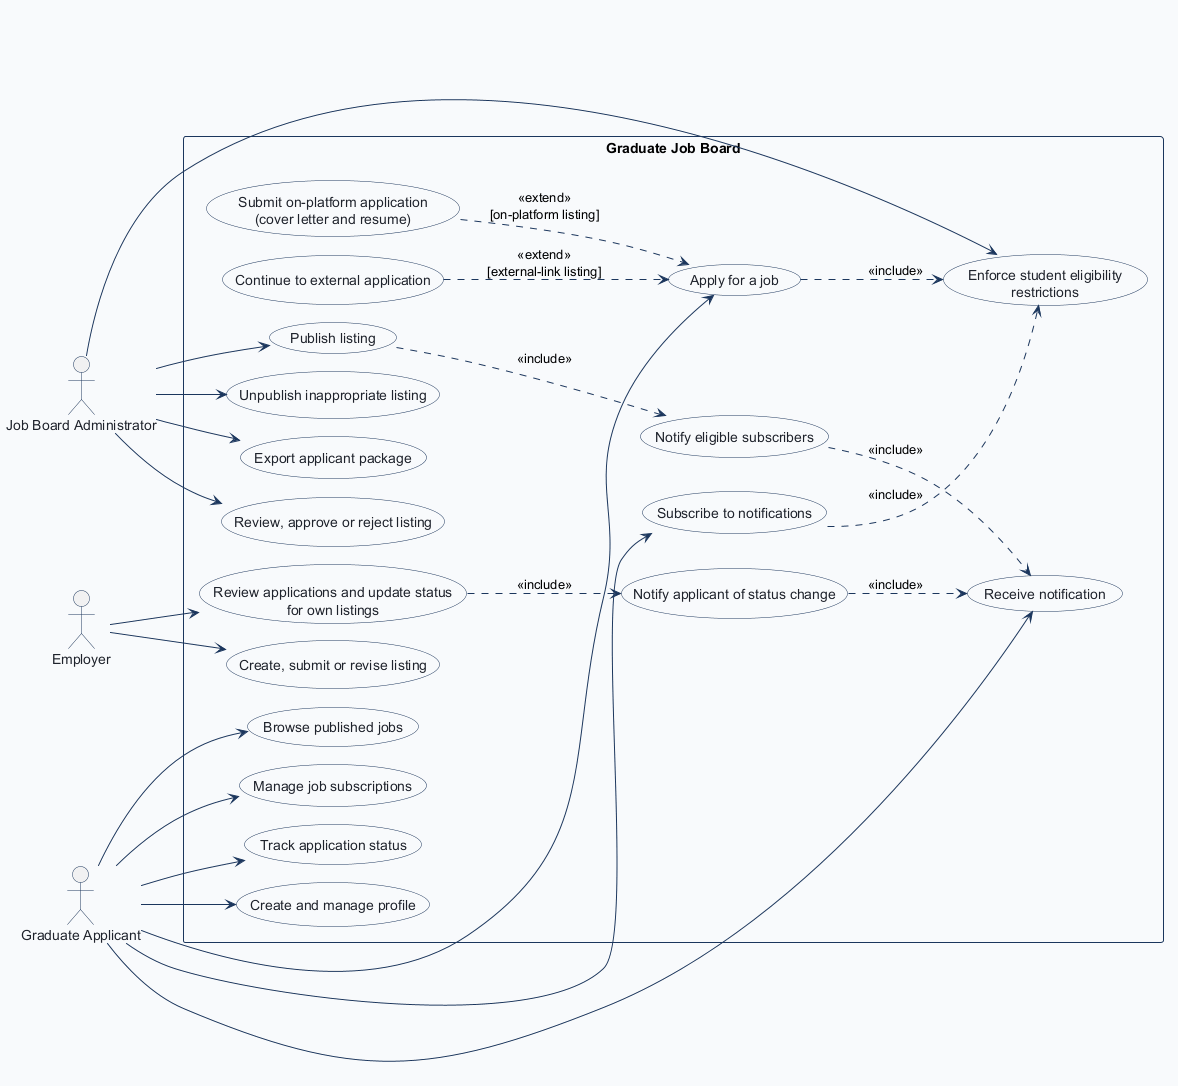 Graduate Job Board
Submit on-platform application
(cover letter and resume)
«extend»
[on-platform listing]
Continue to external application
«extend»
[external-link listing]
Apply for a job
«include»
Enforce student eligibility
restrictions
Publish listing
«include»
Unpublish inappropriate listing
Job Board Administrator
Notify eligible subscribers
«include»
Export applicant package
«include»
Subscribe to notifications
Review, approve or reject listing
Review applications and update status
for own listings
«include»
Notify applicant of status change
«include»
Receive notification
Employer
Create, submit or revise listing
Browse published jobs
Manage job subscriptions
Track application status
Create and manage profile
Graduate Applicant